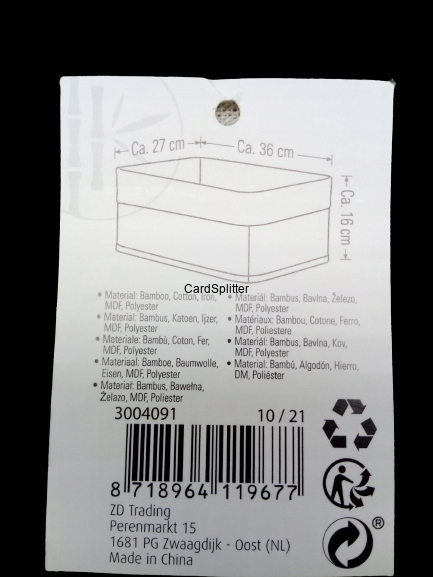 Ca. 27 cm
Ca. 36 cm
Ca. 16 cm
CardSplitter
• Material: Bamboo, Cotton, Iron,
MDF, Polyester
• Material: Bambus, Katoen, Ijzer,
MDF, Polyester
• Materiale: Bambù, Coton, Fer,
MDF, Polyester
• Materiaal: Bamboe, Baumwolle,
Eisen, MDF, Polyester
• Materiał: Bambus, Bawełna,
Żelazo, MDF, Poliester
• Materiál: Bambus, Bavlna, Železo,
MDF, Polyester
• Matériaux: Bambou, Cotone, Ferro,
MDF, Poliestere
• Materiál: Bambus, Bavlna, Kov,
MDF, Polyester
• Material: Bambú, Algodón, Hierro,
DM, Poliéster
3004091
10 / 21
8 718964 119677
ZD Trading
Perenmarkt 15
1681 PG Zwaagdijk - Oost (NL)
Made in China
®